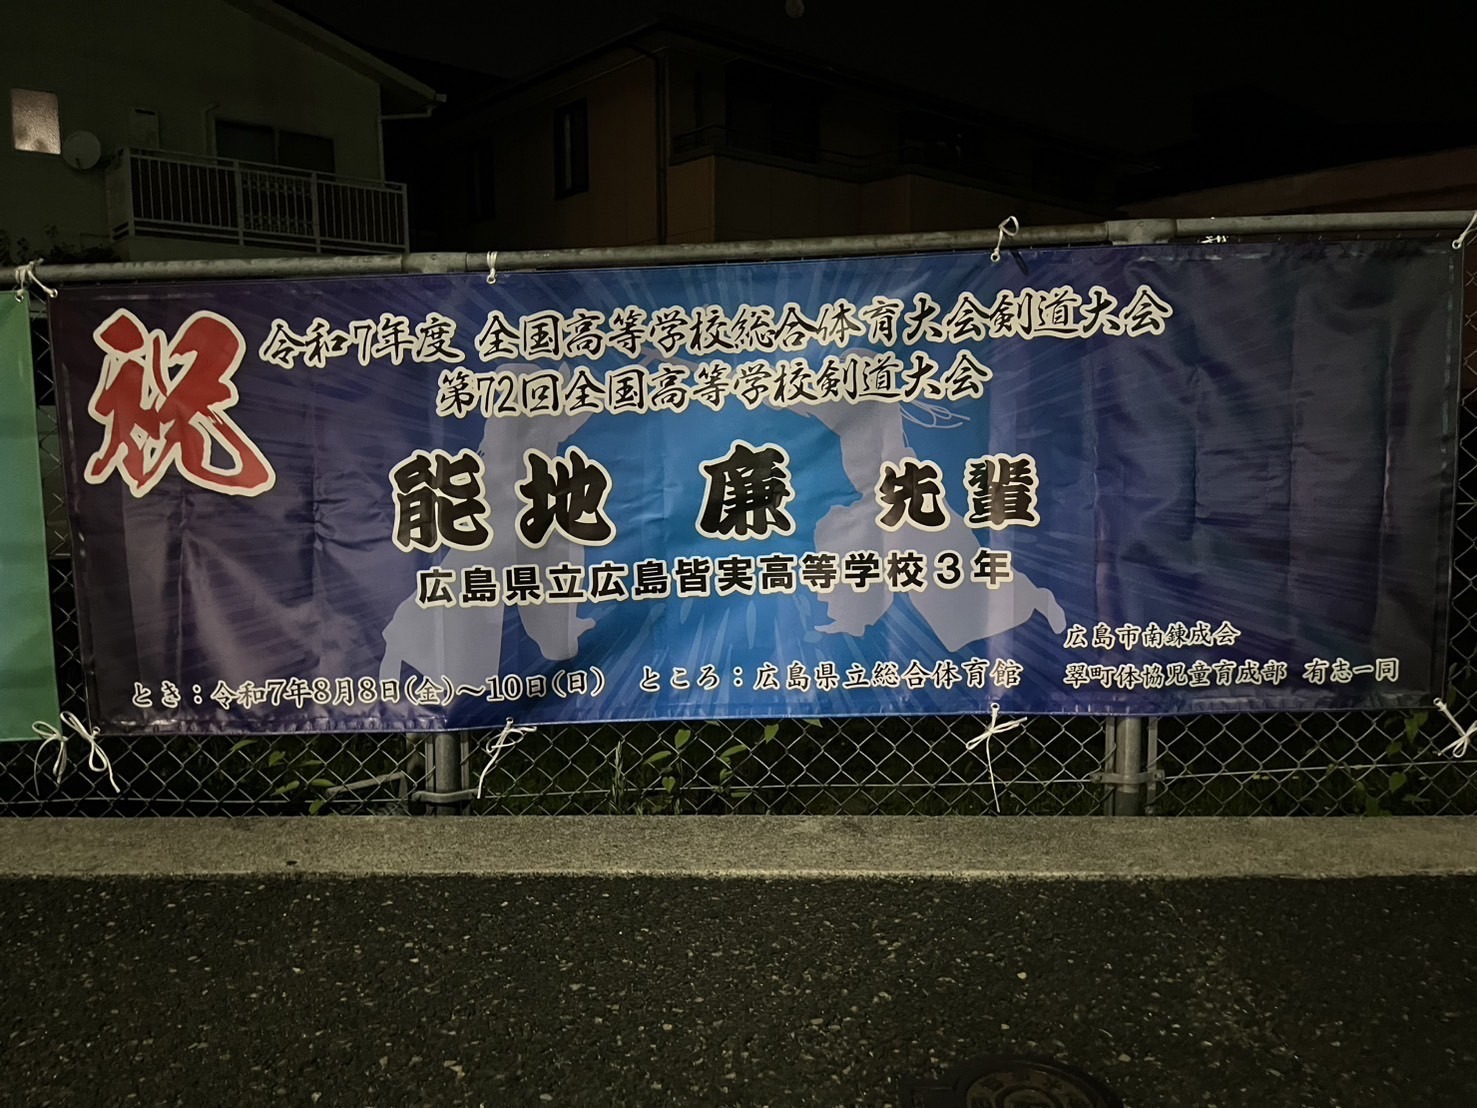 祝
令和7年度 全国高等学校総合体育大会剣道大会
第72回全国高等学校剣道大会
能地 廉 先輩
広島県立広島皆実高等学校3年
とき:令和7年8月8日(金)~10日(日) ところ:広島県立総合体育館
広島市南錬成会
翠町体協児童育成部 有志一同